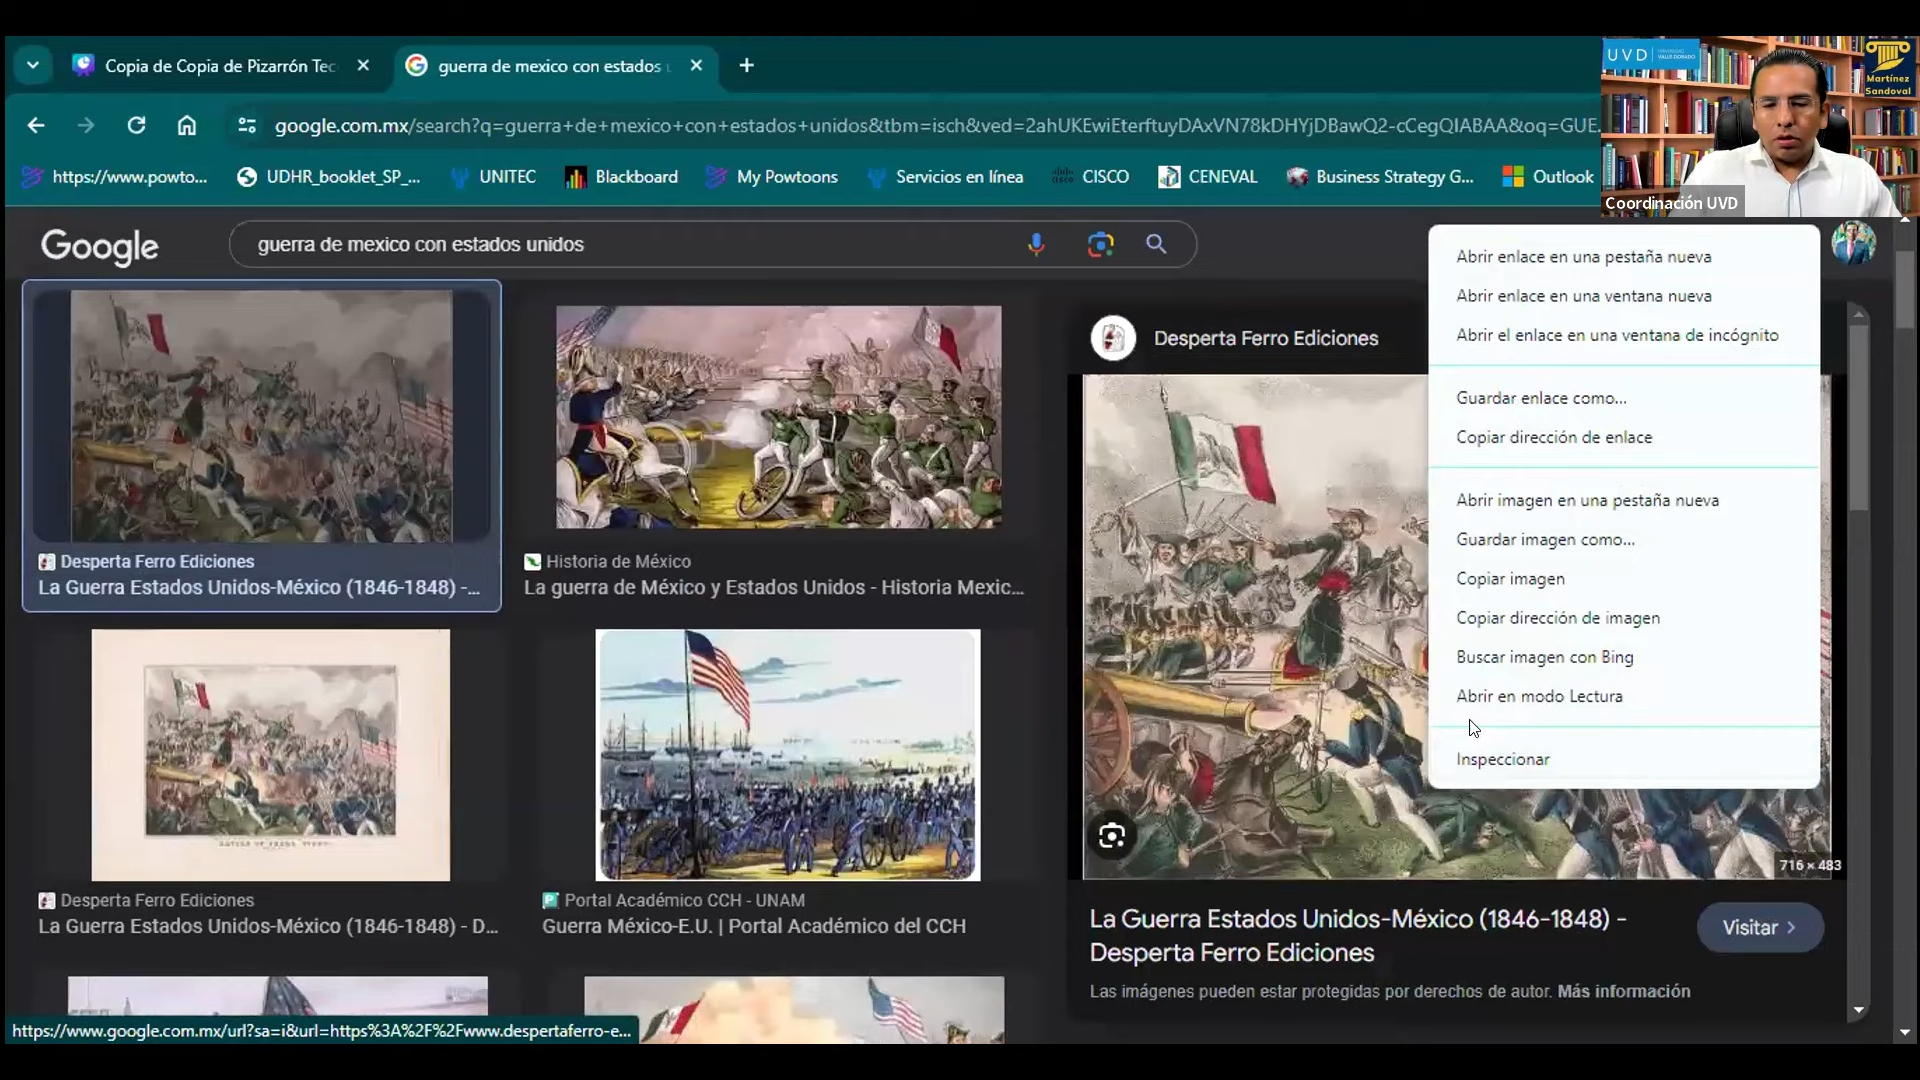 Copia de Copia de Pizarrón Tec
guerra de mexico con estados u
google.com.mx/search?q=guerra+de+mexico+con+estados+unidos&tbm=isch&ved=2ahUKEwiEterftuyDAxVN78kDHYjDBawQ2-cCegQIABAA&oq=GUE
https://www.powto...
UDHR_booklet_SP_...
UNITEC
Blackboard
My Powtoons
Servicios en línea
CISCO
CENEVAL
Business Strategy G...
Outlook
UVD
Martínez
Sandoval
Coordinación UVD
Google
guerra de mexico con estados unidos
Desperta Ferro Ediciones
La Guerra Estados Unidos-México (1846-1848) -...
Historia de México
La guerra de México y Estados Unidos - Historia Mexic...
Desperta Ferro Ediciones
La Guerra Estados Unidos-México (1846-1848) - D...
Portal Académico CCH - UNAM
Guerra México-E.U. | Portal Académico del CCH
Desperta Ferro Ediciones
Abrir enlace en una pestaña nueva
Abrir enlace en una ventana nueva
Abrir el enlace en una ventana de incógnito
Guardar enlace como...
Copiar dirección de enlace
Abrir imagen en una pestaña nueva
Guardar imagen como...
Copiar imagen
Copiar dirección de imagen
Buscar imagen con Bing
Abrir en modo Lectura
Inspeccionar
716 × 483
La Guerra Estados Unidos-México (1846-1848) -
Desperta Ferro Ediciones
Visitar
Las imágenes pueden estar protegidas por derechos de autor. Más información
https://www.google.com.mx/url?sa=i&url=https%3A%2F%2Fwww.despertaferro-e...